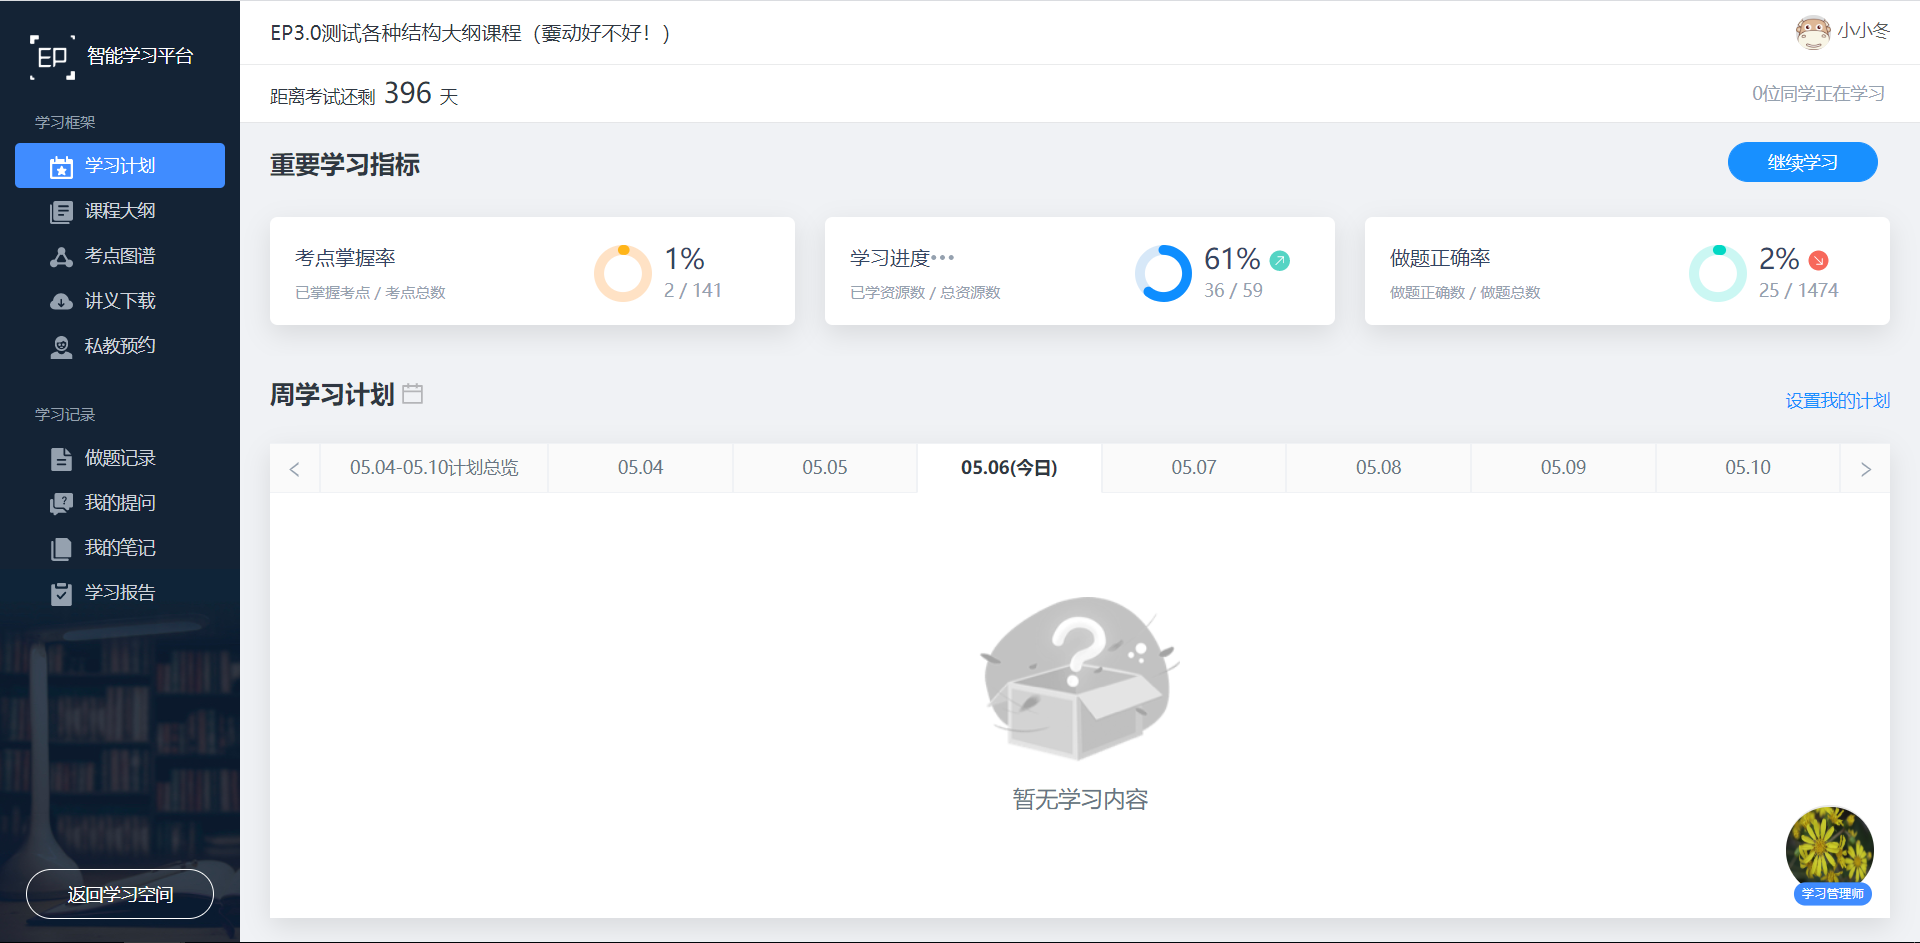 EP 智能学习平台
学习框架
学习计划
课程大纲
考点图谱
讲义下载
私教预约
学习记录
做题记录
我的提问
我的笔记
学习报告
返回学习空间
EP3.0测试各种结构大纲课程（嫑动好不好！）
小小冬
距离考试还剩 396 天
0位同学正在学习
重要学习指标
继续学习
考点掌握率
已掌握考点 / 考点总数
1%
2 / 141
学习进度•••
已学资源数 / 总资源数
61%
36 / 59
做题正确率
做题正确数 / 做题总数
2%
25 / 1474
周学习计划
设置我的计划
< 05.04-05.10计划总览 05.04 05.05 05.06(今日) 05.07 05.08 05.09 05.10 >
暂无学习内容
学习管理师